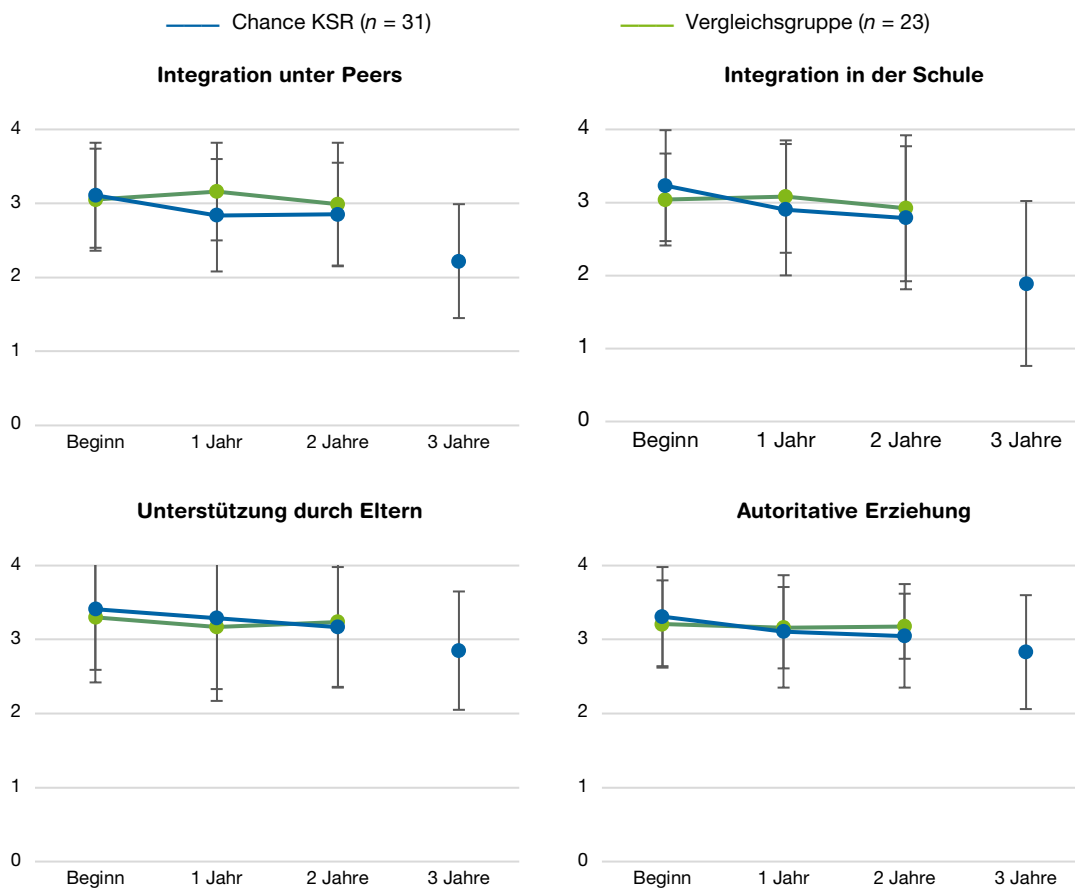 Chance KSR (n = 31)
Vergleichsgruppe (n = 23)
Integration unter Peers
4
3
2
1
0
Beginn 1 Jahr 2 Jahre 3 Jahre
Integration in der Schule
4
3
2
1
0
Beginn 1 Jahr 2 Jahre 3 Jahre
Unterstützung durch Eltern
4
3
2
1
0
Beginn 1 Jahr 2 Jahre 3 Jahre
Autoritative Erziehung
4
3
2
1
0
Beginn 1 Jahr 2 Jahre 3 Jahre